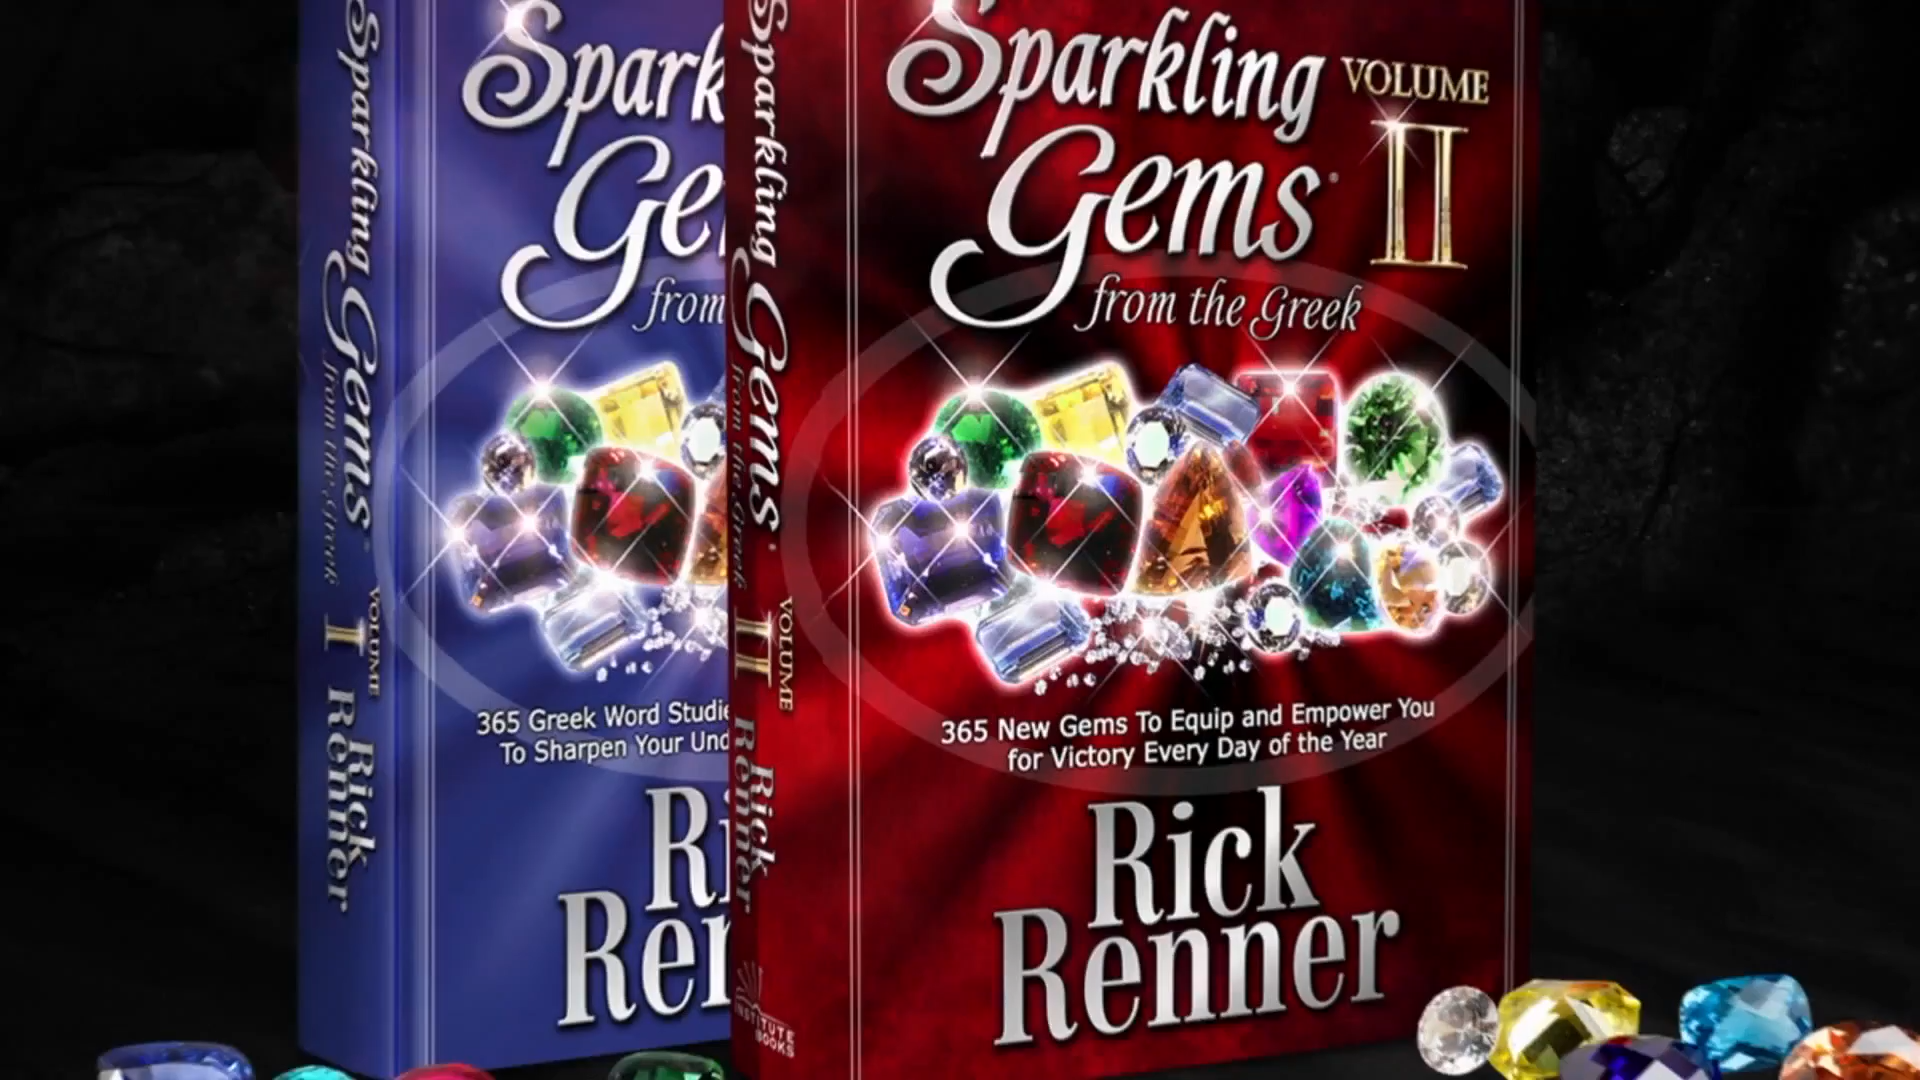 Sparkling Gems from the Greek
VOLUME I
Rick Renner
Spark
Ge
from
365 Greek Word Studie
To Sharpen Your Und
Ri
Ren
Sparkling Gems from the Greek
VOLUME II
Rick Renner
INSTITUTE
BOOKS
Sparkling
Gems®
from the Greek
VOLUME
II
365 New Gems To Equip and Empower You
for Victory Every Day of the Year
Rick
Renner